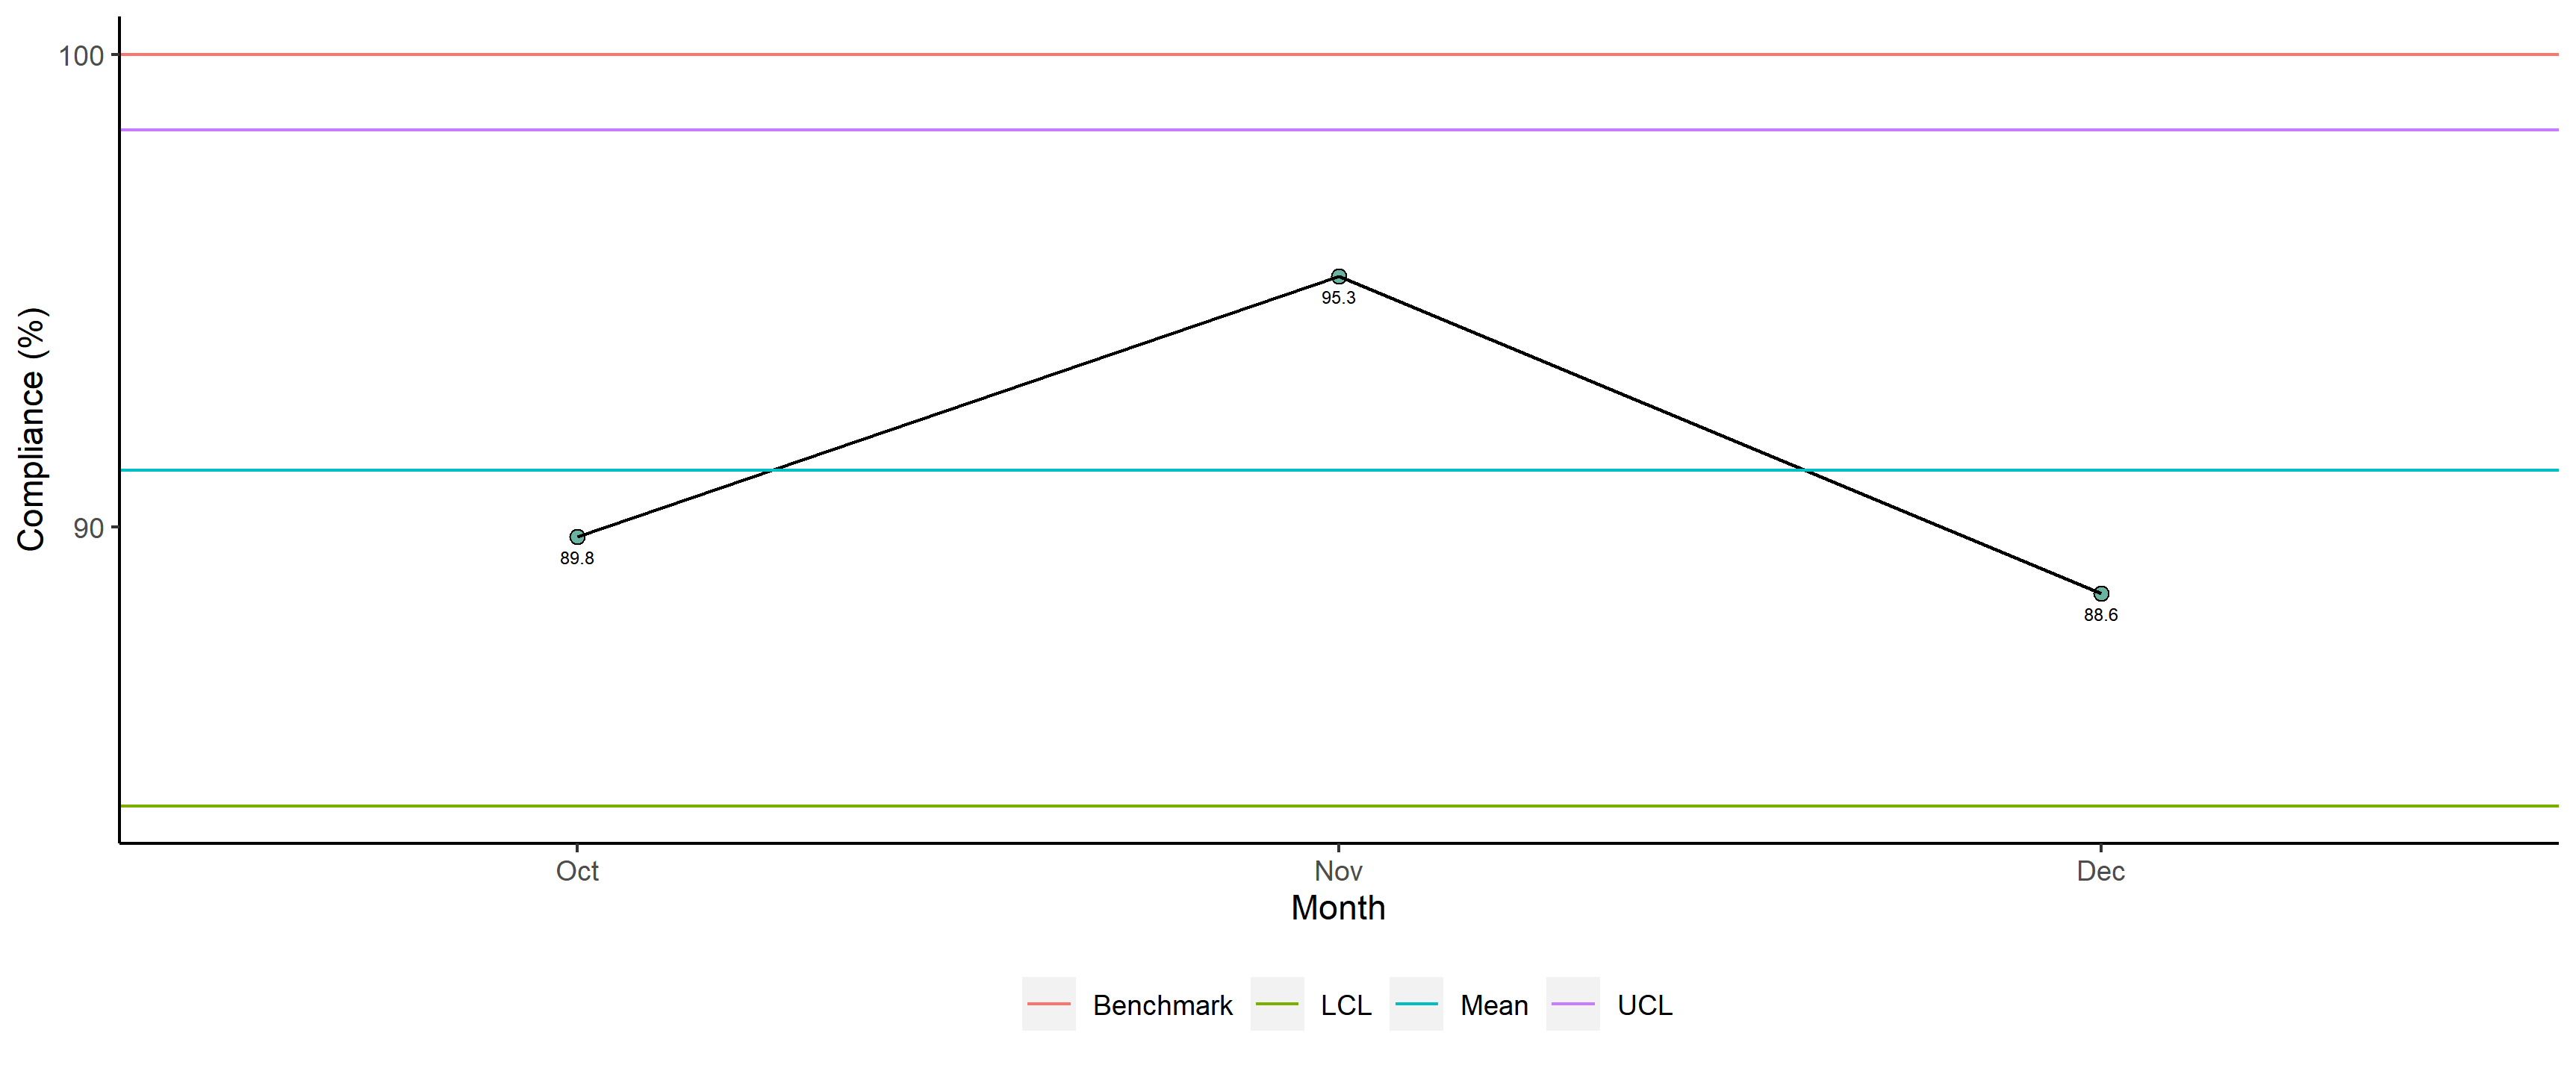 100
90
Compliance (%)
89.8
95.3
88.6
Oct
Nov
Dec
Month
Benchmark
LCL
Mean
UCL